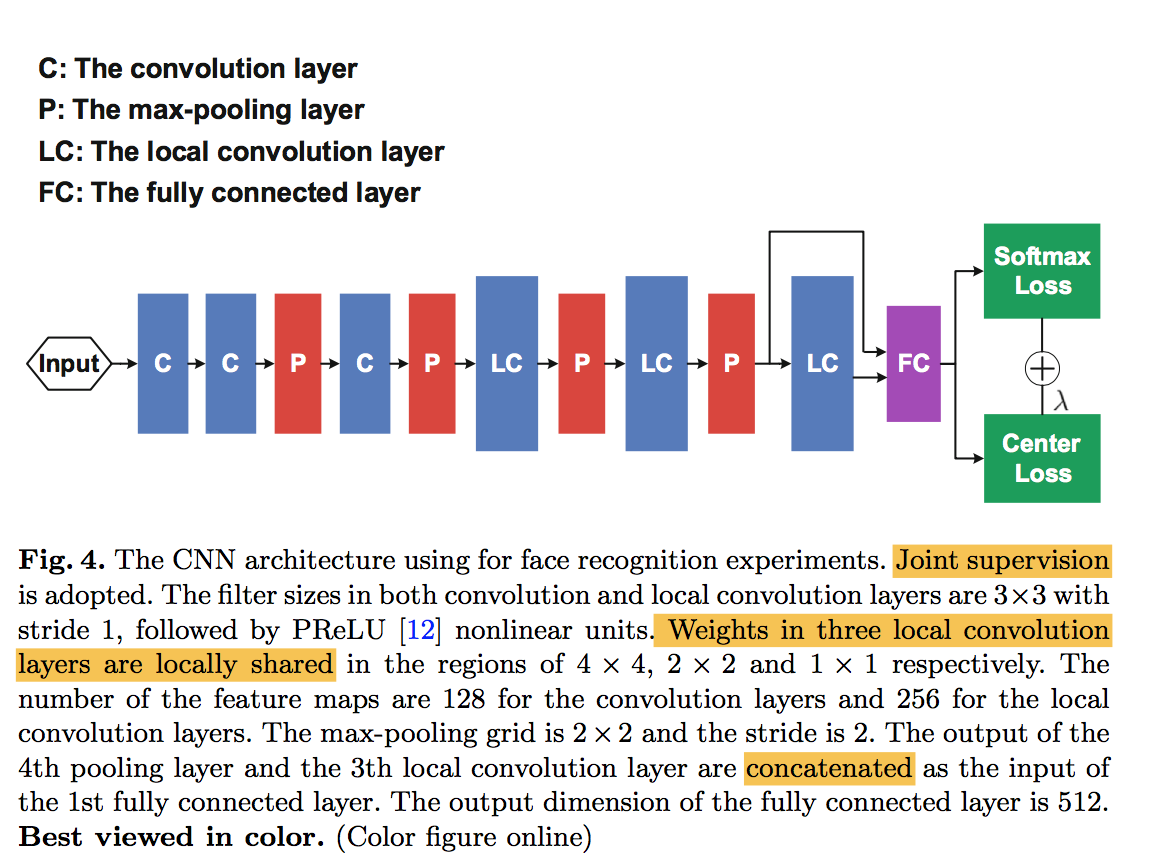 C: The convolution layer
P: The max-pooling layer
LC: The local convolution layer
FC: The fully connected layer
Softmax
Loss
Input
C
C
P
C
P
LC
P
LC
P
LC
FC
+
λ
Center
Loss
Fig. 4. The CNN architecture using for face recognition experiments. Joint supervision
is adopted. The filter sizes in both convolution and local convolution layers are 3×3 with
stride 1, followed by PReLU [12] nonlinear units. Weights in three local convolution
layers are locally shared in the regions of 4 × 4, 2 × 2 and 1 × 1 respectively. The
number of the feature maps are 128 for the convolution layers and 256 for the local
convolution layers. The max-pooling grid is 2 × 2 and the stride is 2. The output of the
4th pooling layer and the 3th local convolution layer are concatenated as the input of
the 1st fully connected layer. The output dimension of the fully connected layer is 512.
Best viewed in color. (Color figure online)